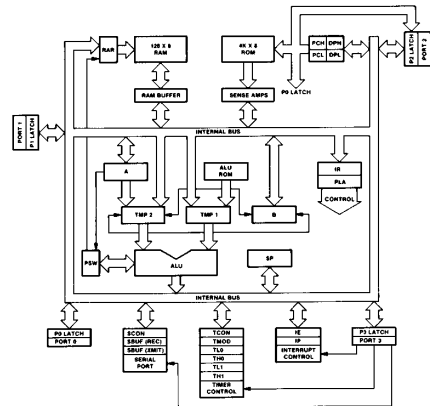 RAR
128 X 8
RAM
4K X 8
ROM
PCH DPH
PCL DPL
P2 LATCH
PORT 2
P0 LATCH
RAM BUFFER
SENSE AMPS
PORT 1
P1 LATCH
INTERNAL BUS
A
ALU
ROM
IR
PLA
CONTROL
TMP 2
TMP 1
B
PSW
ALU
SP
INTERNAL BUS
P0 LATCH
PORT 0
SCON
SBUF (REC)
SBUF (XMIT)
SERIAL
PORT
TCON
TMOD
TL0
TH0
TL1
TH1
TIMER
CONTROL
IE
IP
INTERRUPT
CONTROL
P3 LATCH
PORT 3